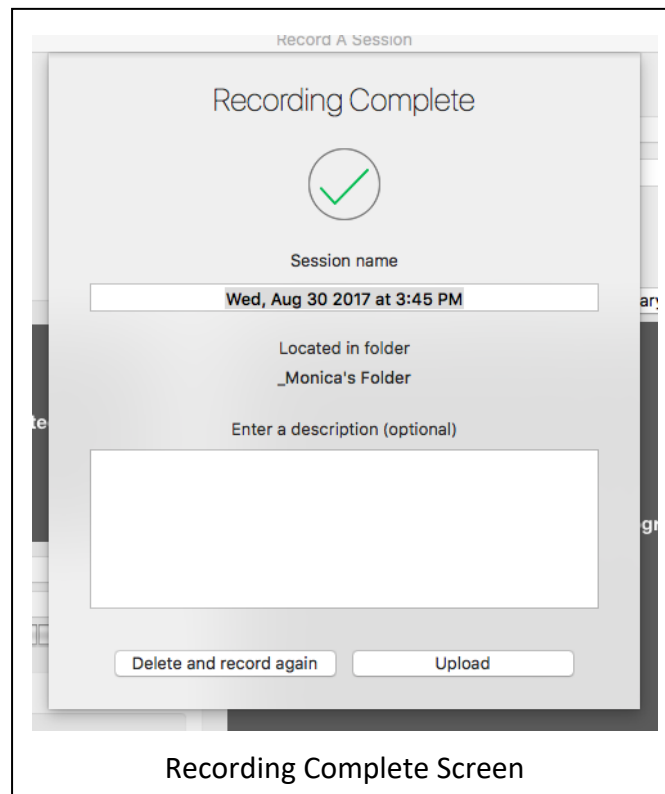 Record A Session
Recording Complete
Session name
Wed, Aug 30 2017 at 3:45 PM
Located in folder
_Monica's Folder
Enter a description (optional)
Delete and record again
Upload
Recording Complete Screen